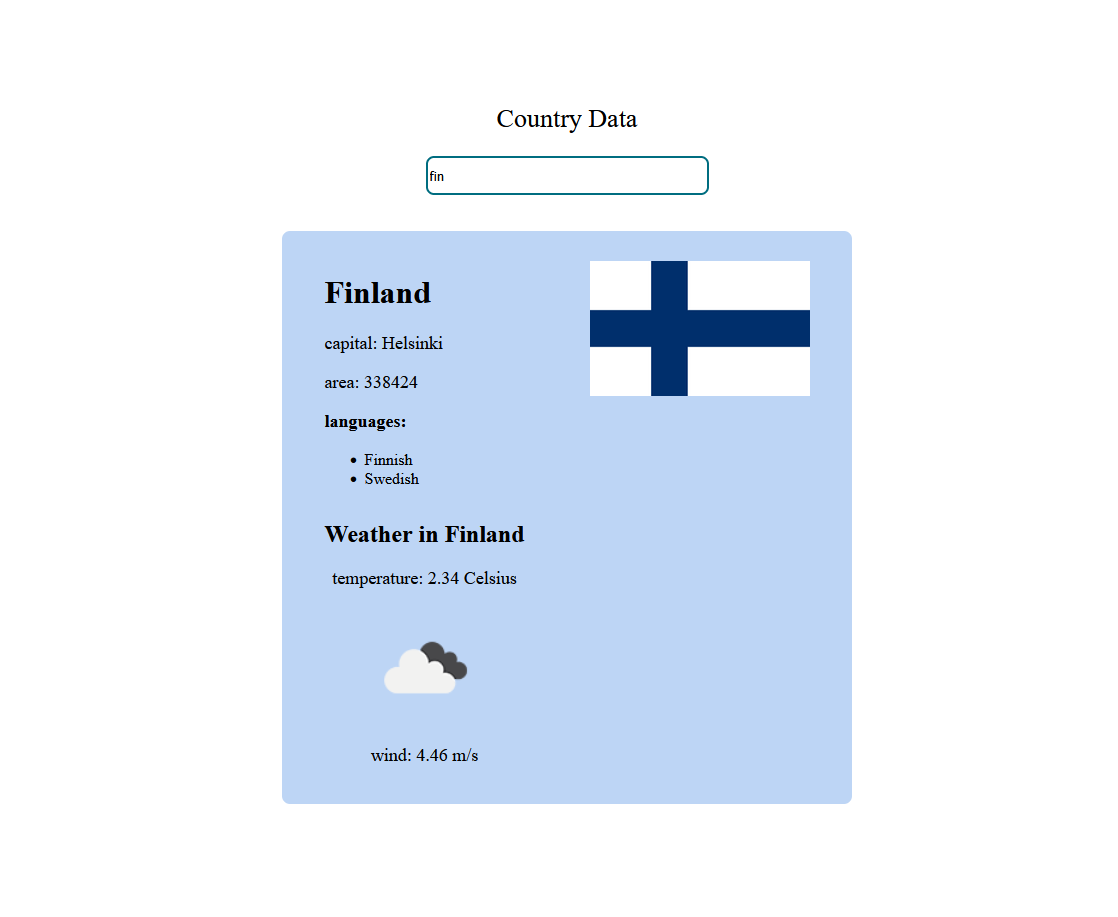 Country Data
fin
Finland
capital: Helsinki
area: 338424
languages:
Finnish
Swedish
Weather in Finland
temperature: 2.34 Celsius
wind: 4.46 m/s